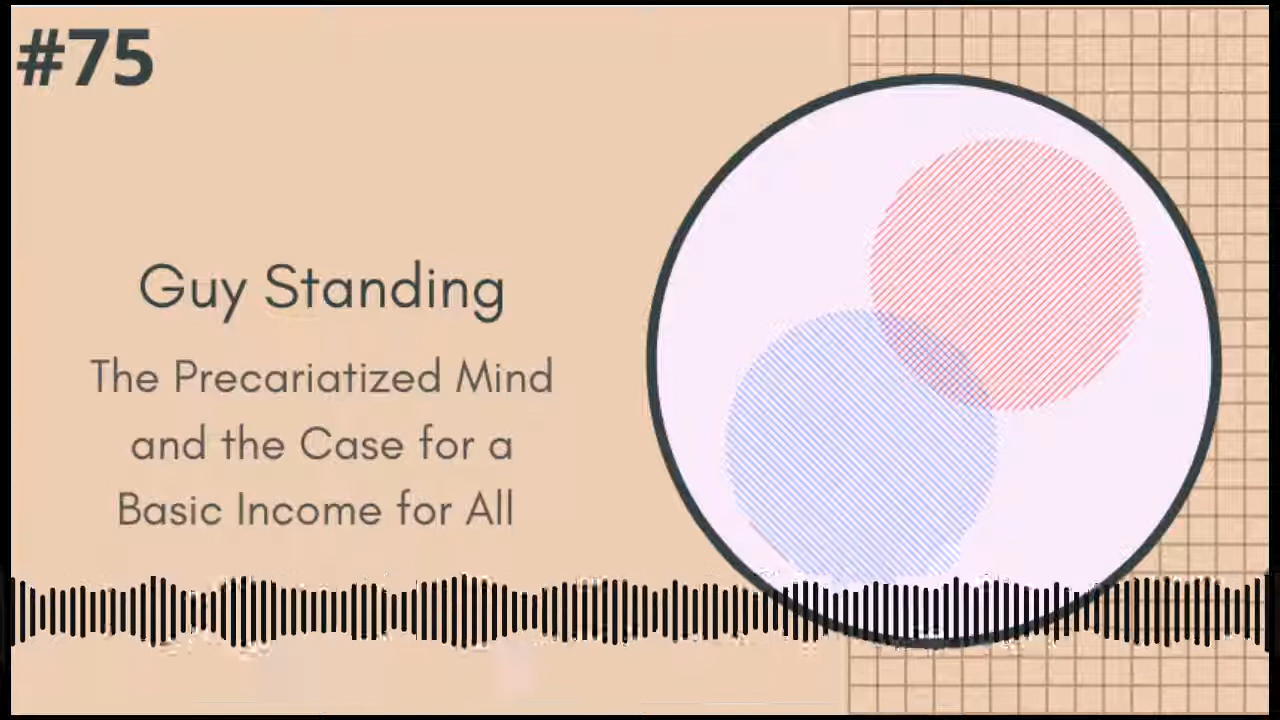 #75
Guy Standing
The Precariatized Mind
and the Case for a
Basic Income for All